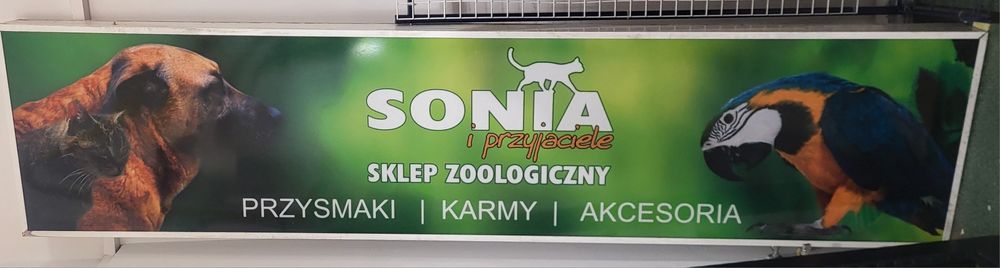 SONIA
i przyjaciele
SKLEP ZOOLOGICZNY
PRZYSMAKI | KARMY | AKCESORIA